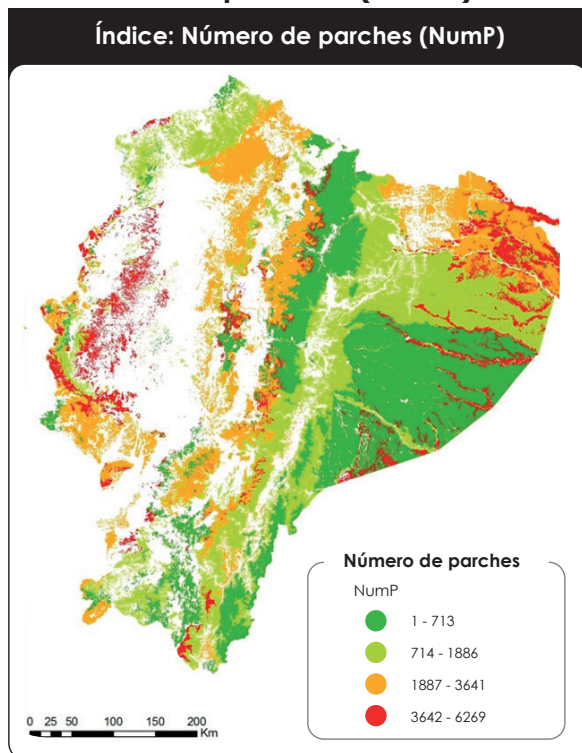 Índice: Número de parches (NumP)
Número de parches
NumP
1 - 713
714 - 1886
1887 - 3641
3642 - 6269
0 25 50 100 150 200
Km